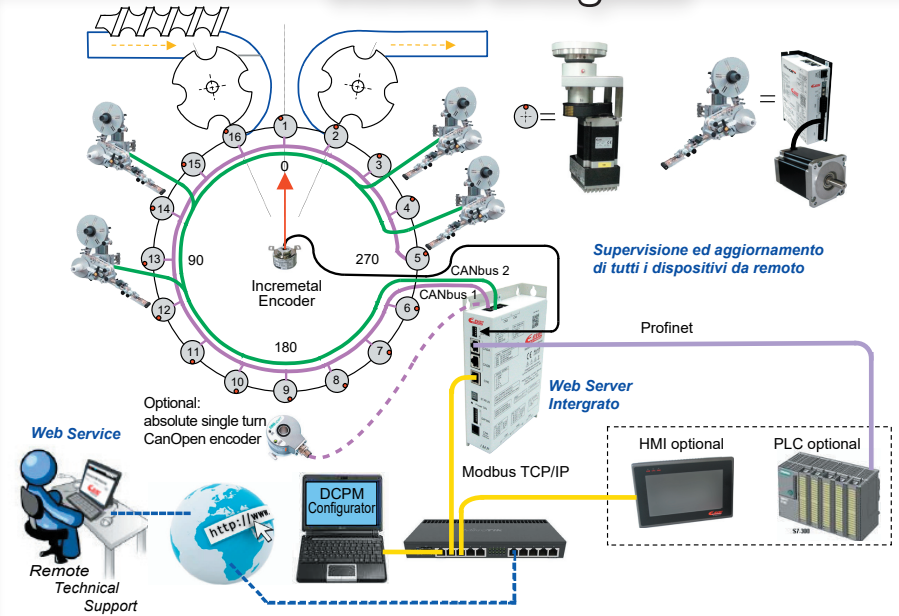 1
2
3
4
5
6
7
8
9
10
11
12
13
14
15
16
0
90
180
270
Incremetal
Encoder
CANbus 2
CANbus 1
Supervisione ed aggiornamento
di tutti i dispositivi da remoto
Profinet
Web Server
Intergrato
Optional:
absolute single turn
CanOpen encoder
Web Service
Modbus TCP/IP
HMI optional
PLC optional
S7-300
DCPM
Configurator
http://www.
Remote
Technical
Support